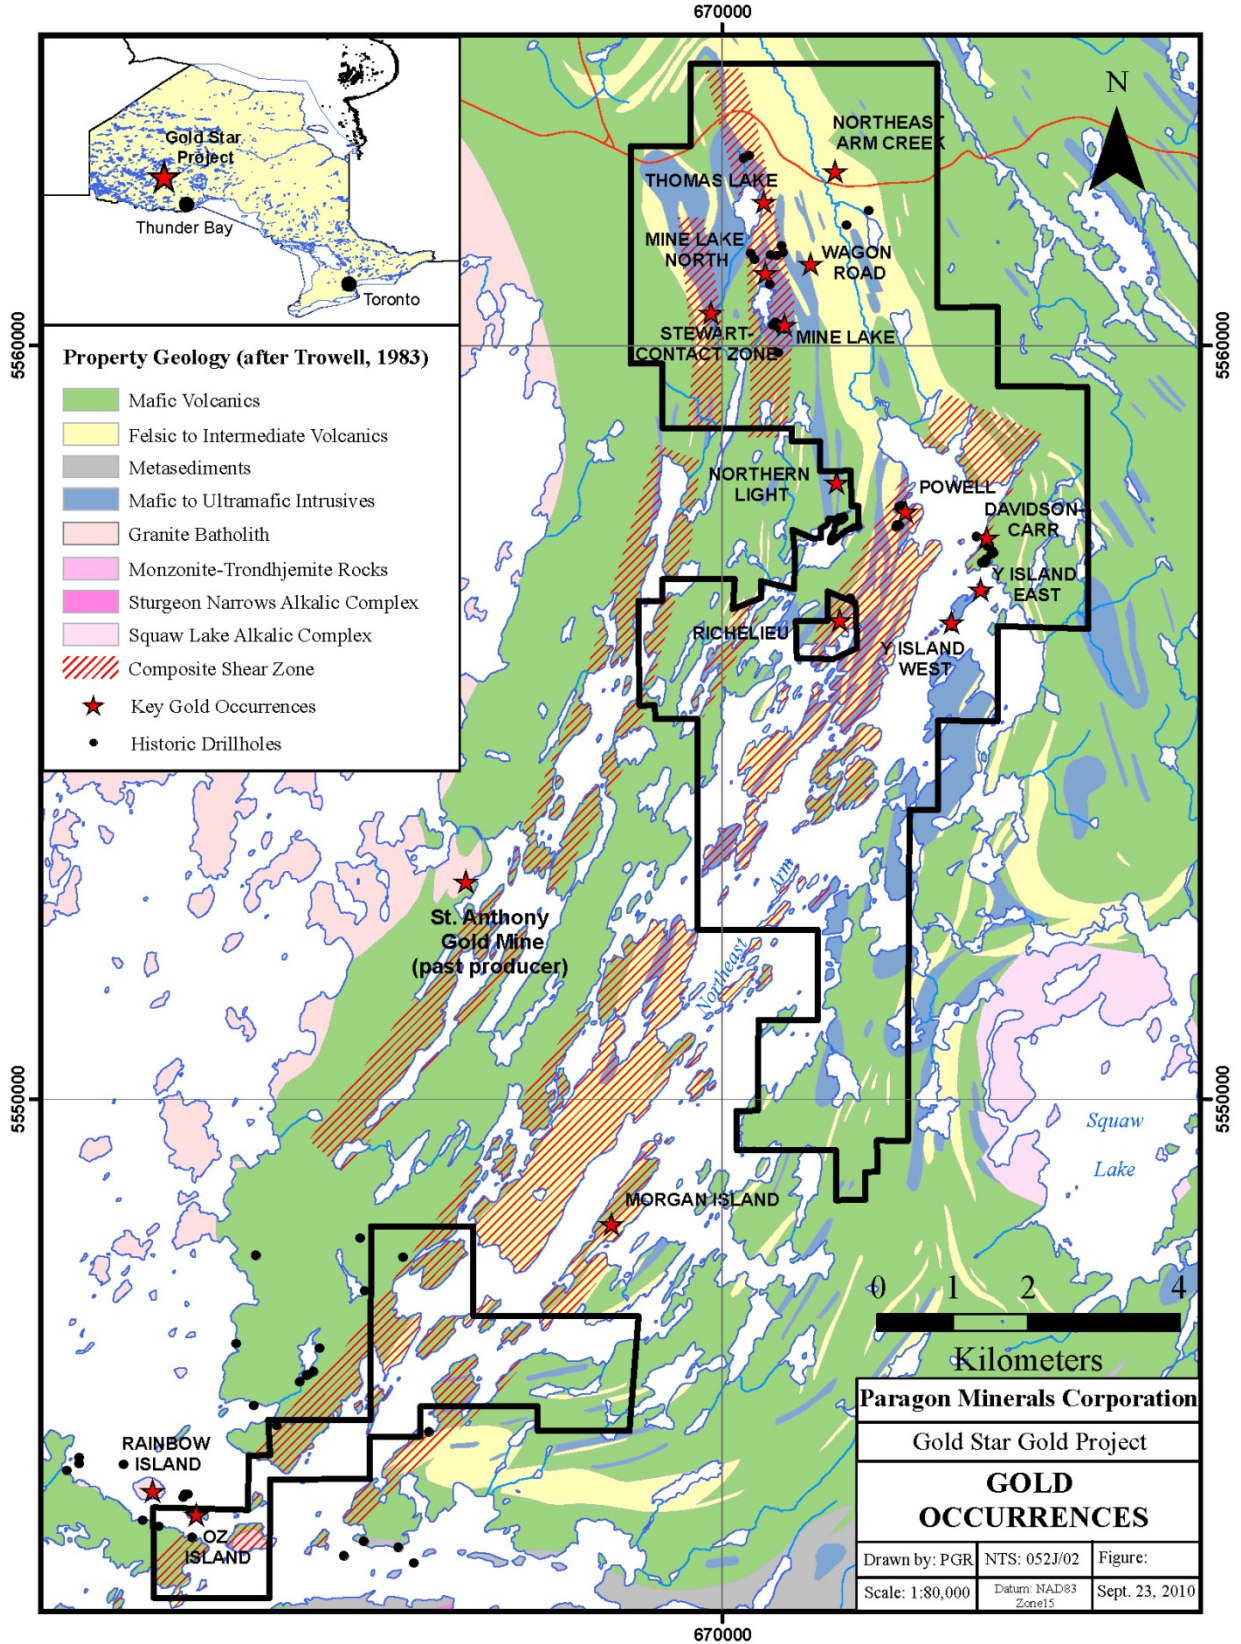 670000
Gold Star
Project
Thunder Bay
Toronto
N
NORTHEAST
ARM CREEK
THOMAS LAKE
MINE LAKE
NORTH
WAGON
ROAD
STEWART-
CONTACT ZONE
MINE LAKE
5560000
5560000
Property Geology (after Trowell, 1983)
Mafic Volcanics
Felsic to Intermediate Volcanics
Metasediments
Mafic to Ultramafic Intrusives
Granite Batholith
Monzonite-Trondhjemite Rocks
Sturgeon Narrows Alkalic Complex
Squaw Lake Alkalic Complex
Composite Shear Zone
Key Gold Occurrences
Historic Drillholes
NORTHERN
LIGHT
POWELL
DAVIDSON-
CARR
Y ISLAND
EAST
RICHELIEU
Y ISLAND
WEST
St. Anthony
Gold Mine
(past producer)
Northeast Arm
5550000
5550000
Squaw
Lake
MORGAN ISLAND
0 1 2 4
Kilometers
RAINBOW
ISLAND
OZ
ISLAND
Paragon Minerals Corporation
Gold Star Gold Project
GOLD
OCCURRENCES
Drawn by: PGR NTS: 052J/02 Figure:
Scale: 1:80,000 Datum: NAD83
Zone15 Sept. 23, 2010
670000